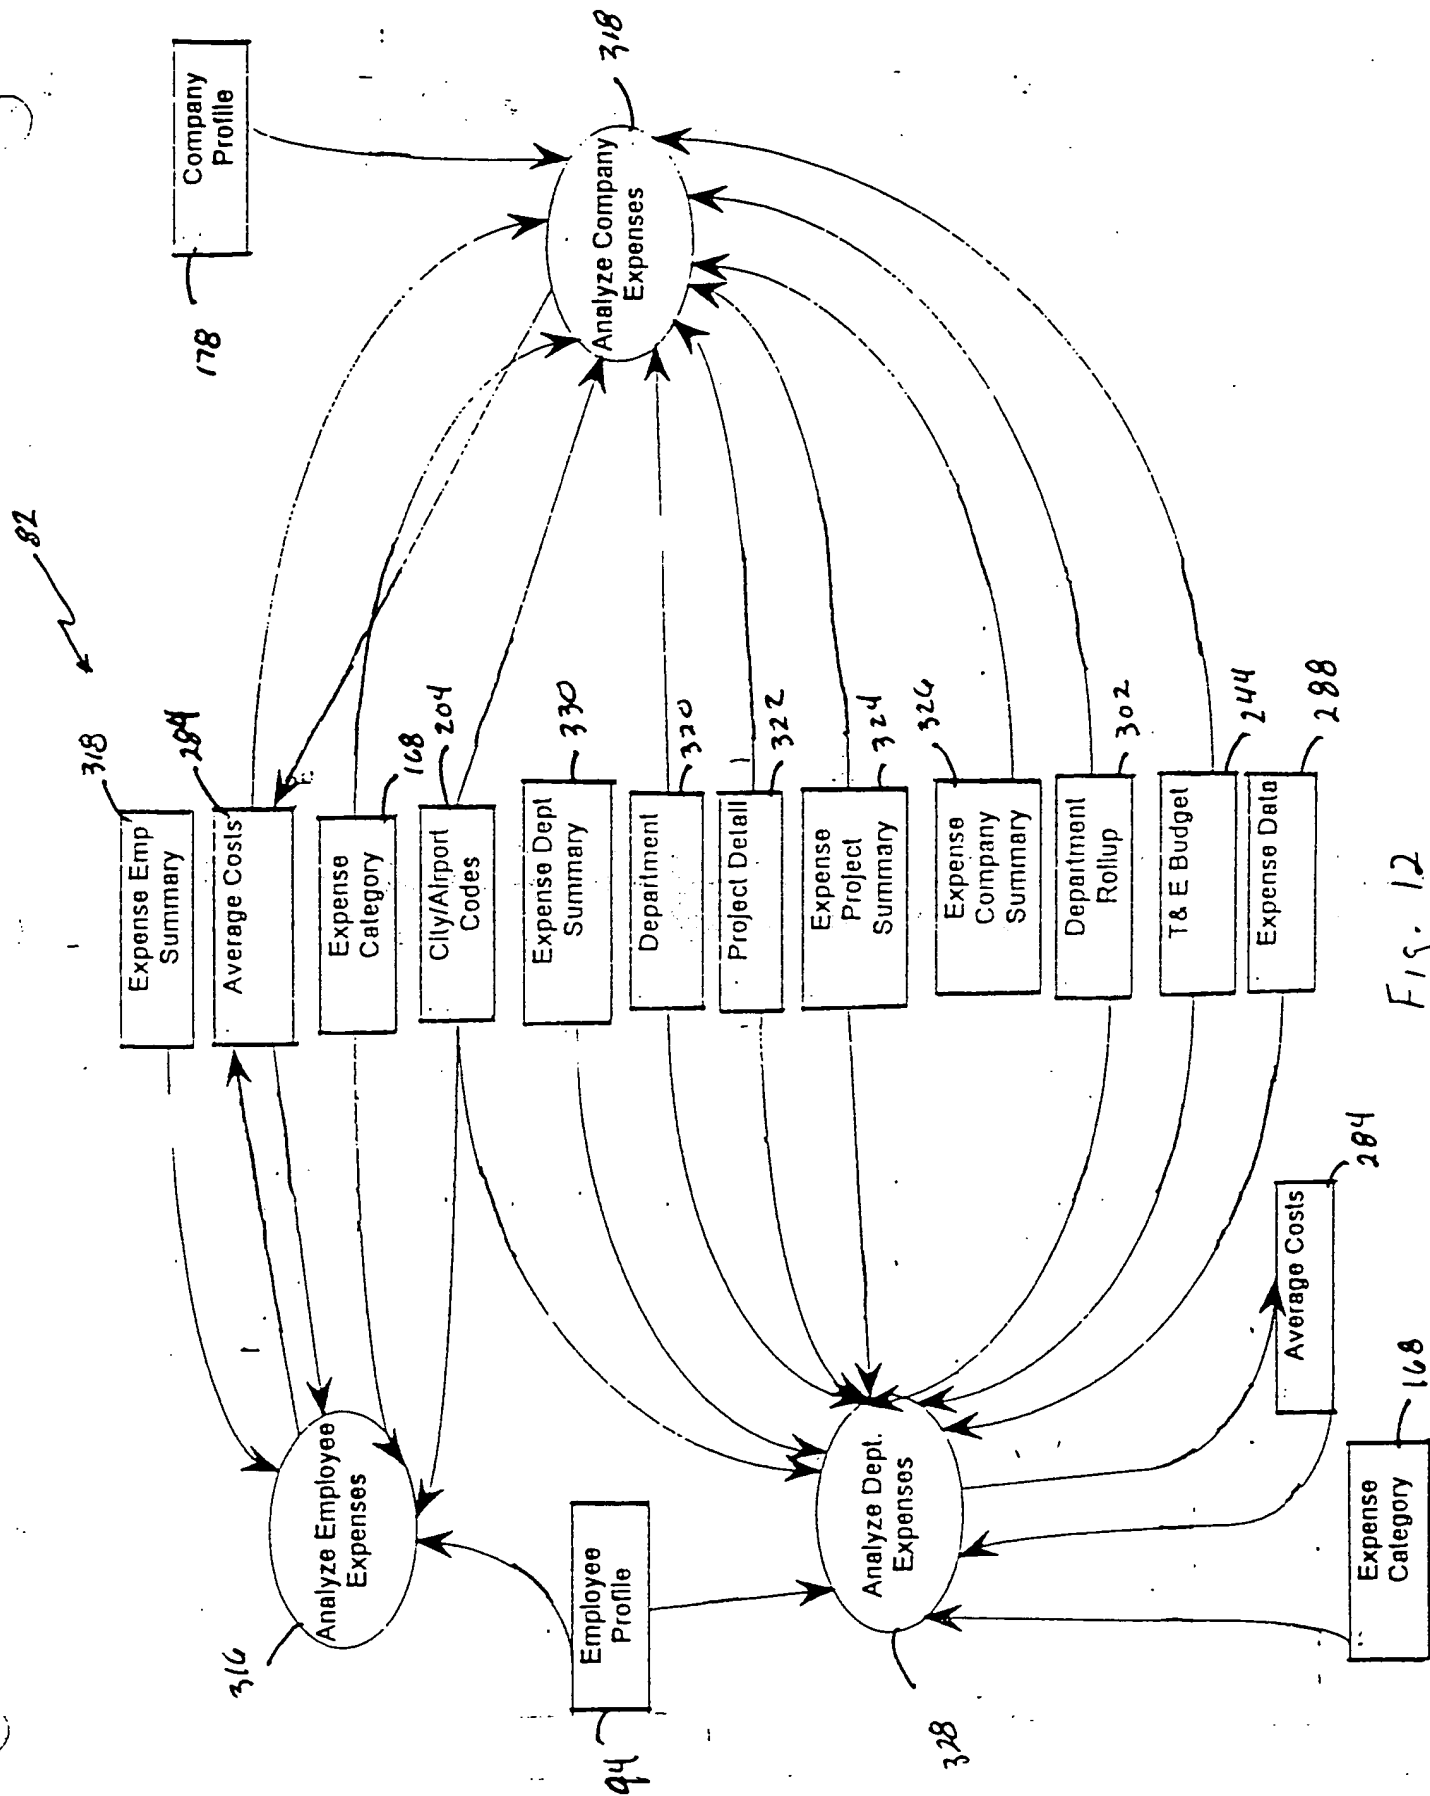 82
318
Expense Emp
Summary
284
Average Costs
Expense
Category
168
City/Airport
Codes
204
Expense Dept
Summary
330
Department
320
Project Detail
322
Expense
Project
Summary
324
Expense
Company
Summary
326
Department
Rollup
302
T & E Budget
244
Expense Data
288
316
Analyze Employee
Expenses
Employee
Profile
94
Analyze Dept.
Expenses
328
Average Costs
284
Expense
Category
168
178
Company
Profile
Analyze Company
Expenses
318
Fig. 12